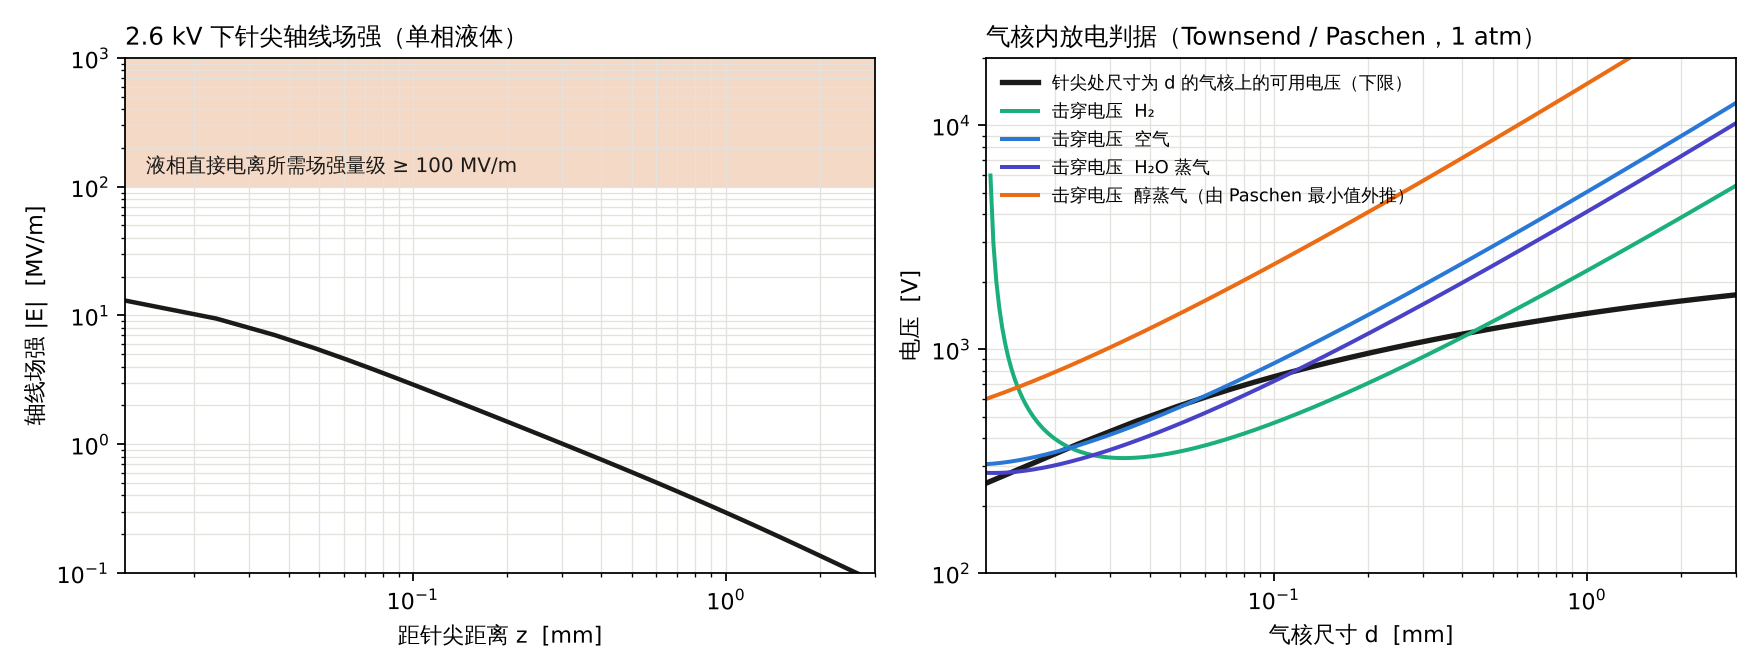 2.6 kV 下针尖轴线场强（单相液体）
10³
10²
10¹
10⁰
10⁻¹
轴线场强 |E|  [MV/m]
液相直接电离所需场强量级 ≥ 100 MV/m
10⁻¹
10⁰
距针尖距离 z  [mm]
气核内放电判据（Townsend / Paschen，1 atm）
10⁴
10³
10²
电压  [V]
针尖处尺寸为 d 的气核上的可用电压（下限）
击穿电压  H₂
击穿电压  空气
击穿电压  H₂O 蒸气
击穿电压  醇蒸气（由 Paschen 最小值外推）
10⁻¹
10⁰
气核尺寸 d  [mm]